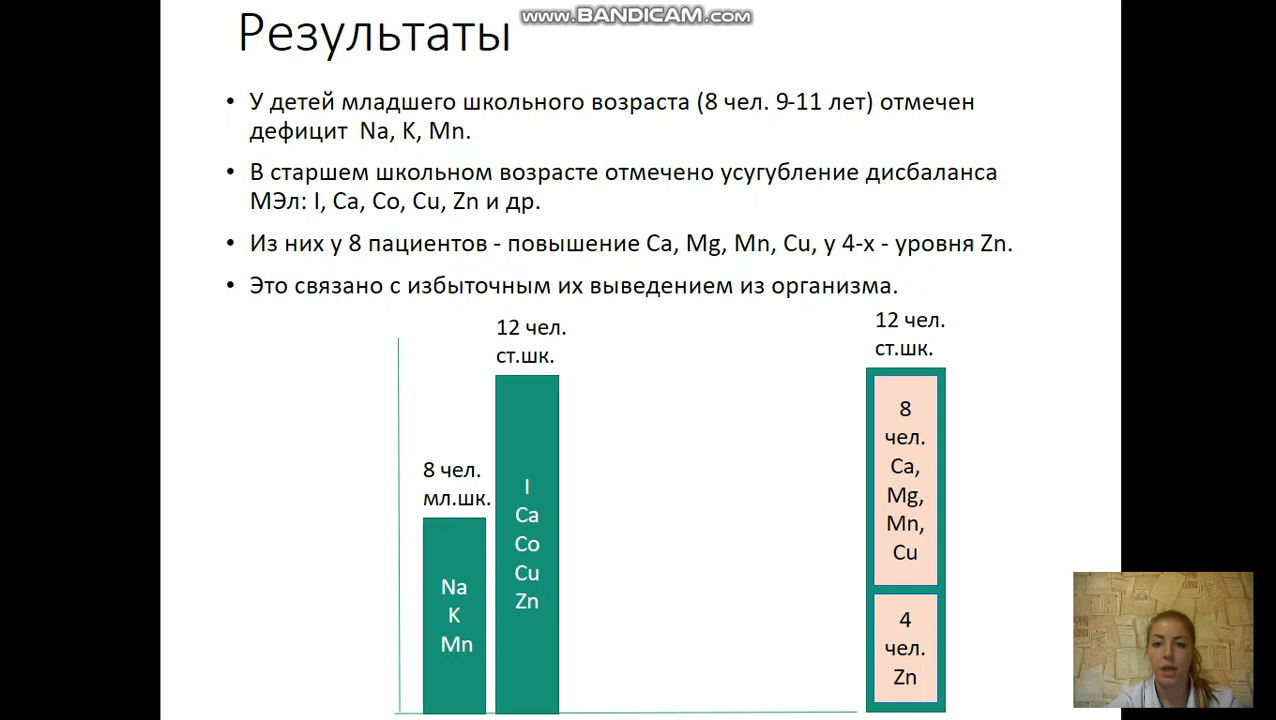 www.BANDICAM.com
Результаты
• У детей младшего школьного возраста (8 чел. 9-11 лет) отмечен
дефицит Na, K, Mn.
• В старшем школьном возрасте отмечено усугубление дисбаланса
МЭл: I, Ca, Co, Cu, Zn и др.
• Из них у 8 пациентов - повышение Ca, Mg, Mn, Cu, у 4-х - уровня Zn.
• Это связано с избыточным их выведением из организма.
8 чел.
мл.шк.
Na
K
Mn
12 чел.
ст.шк.
I
Ca
Co
Cu
Zn
12 чел.
ст.шк.
8
чел.
Ca,
Mg,
Mn,
Cu
4
чел.
Zn